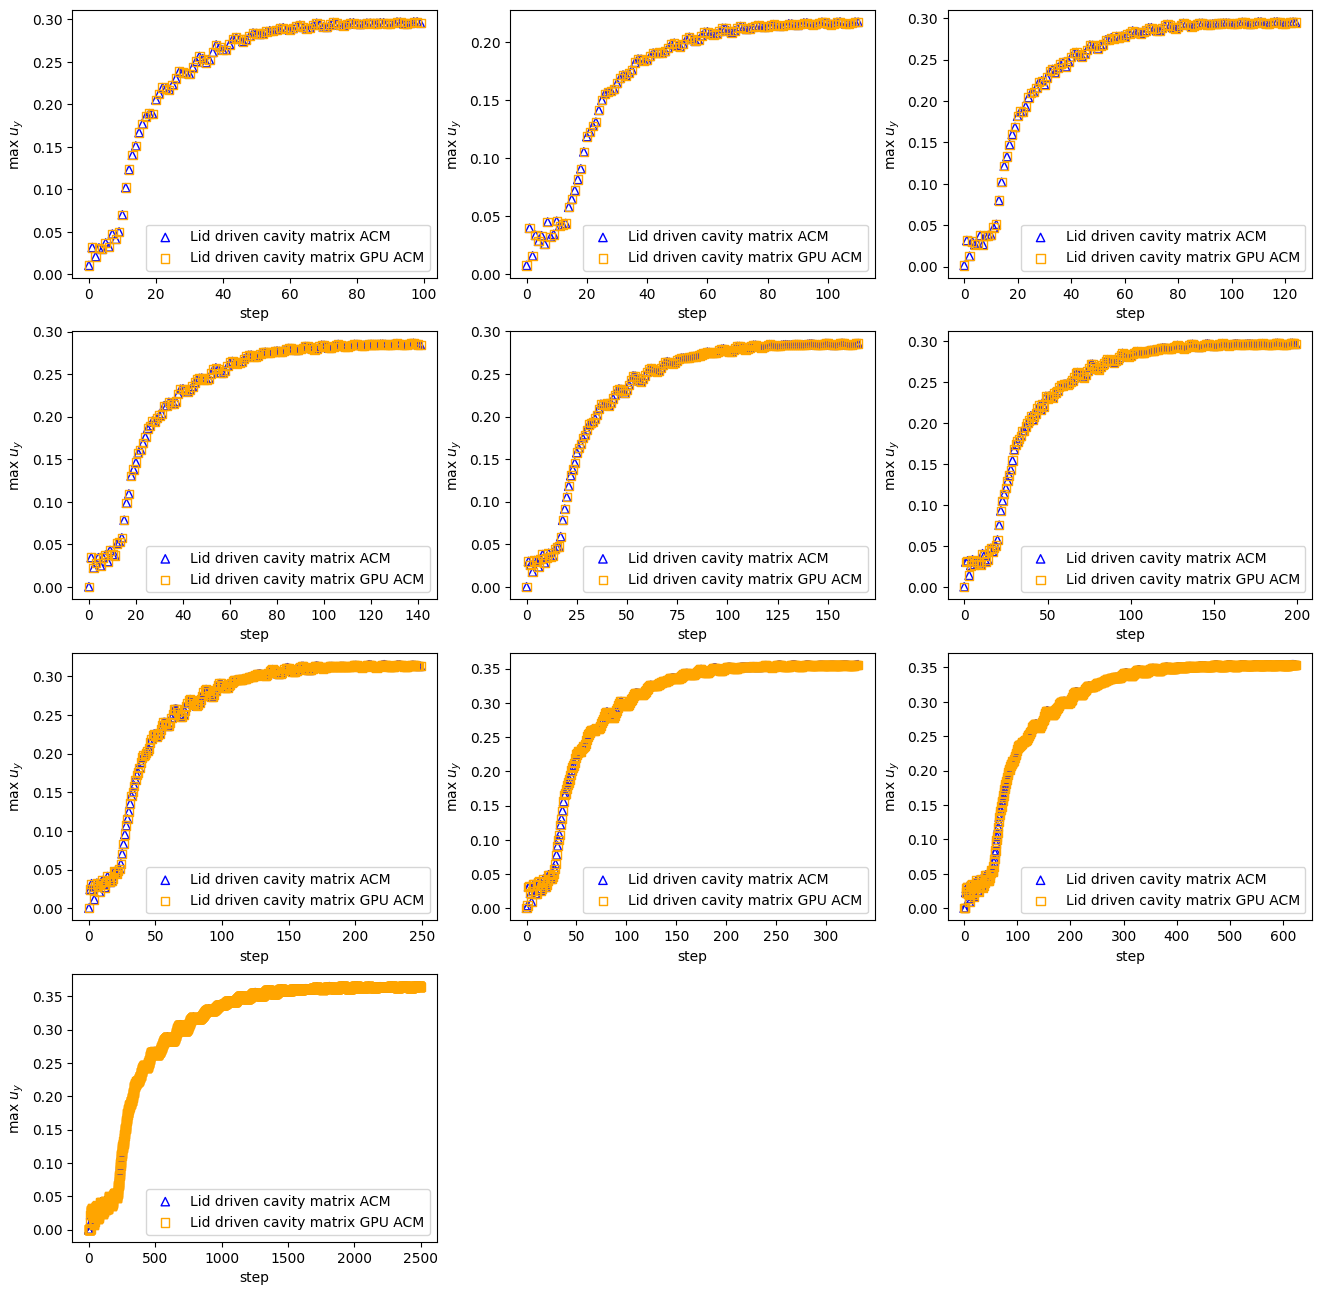 0.30
0.25
0.20
0.15
0.10
0.05
0.00
max u_y
Lid driven cavity matrix ACM
Lid driven cavity matrix GPU ACM
0 20 40 60 80 100
step
0.20
0.15
0.10
0.05
0.00
max u_y
Lid driven cavity matrix ACM
Lid driven cavity matrix GPU ACM
0 20 40 60 80 100
step
0.30
0.25
0.20
0.15
0.10
0.05
0.00
max u_y
Lid driven cavity matrix ACM
Lid driven cavity matrix GPU ACM
0 20 40 60 80 100 120
step
0.30
0.25
0.20
0.15
0.10
0.05
0.00
max u_y
Lid driven cavity matrix ACM
Lid driven cavity matrix GPU ACM
0 20 40 60 80 100 120 140
step
0.30
0.25
0.20
0.15
0.10
0.05
0.00
max u_y
Lid driven cavity matrix ACM
Lid driven cavity matrix GPU ACM
0 25 50 75 100 125 150
step
0.30
0.25
0.20
0.15
0.10
0.05
0.00
max u_y
Lid driven cavity matrix ACM
Lid driven cavity matrix GPU ACM
0 50 100 150 200
step
0.30
0.25
0.20
0.15
0.10
0.05
0.00
max u_y
Lid driven cavity matrix ACM
Lid driven cavity matrix GPU ACM
0 50 100 150 200 250
step
0.35
0.30
0.25
0.20
0.15
0.10
0.05
0.00
max u_y
Lid driven cavity matrix ACM
Lid driven cavity matrix GPU ACM
0 50 100 150 200 250 300
step
0.35
0.30
0.25
0.20
0.15
0.10
0.05
0.00
max u_y
Lid driven cavity matrix ACM
Lid driven cavity matrix GPU ACM
0 100 200 300 400 500 600
step
0.35
0.30
0.25
0.20
0.15
0.10
0.05
0.00
max u_y
Lid driven cavity matrix ACM
Lid driven cavity matrix GPU ACM
0 500 1000 1500 2000 2500
step